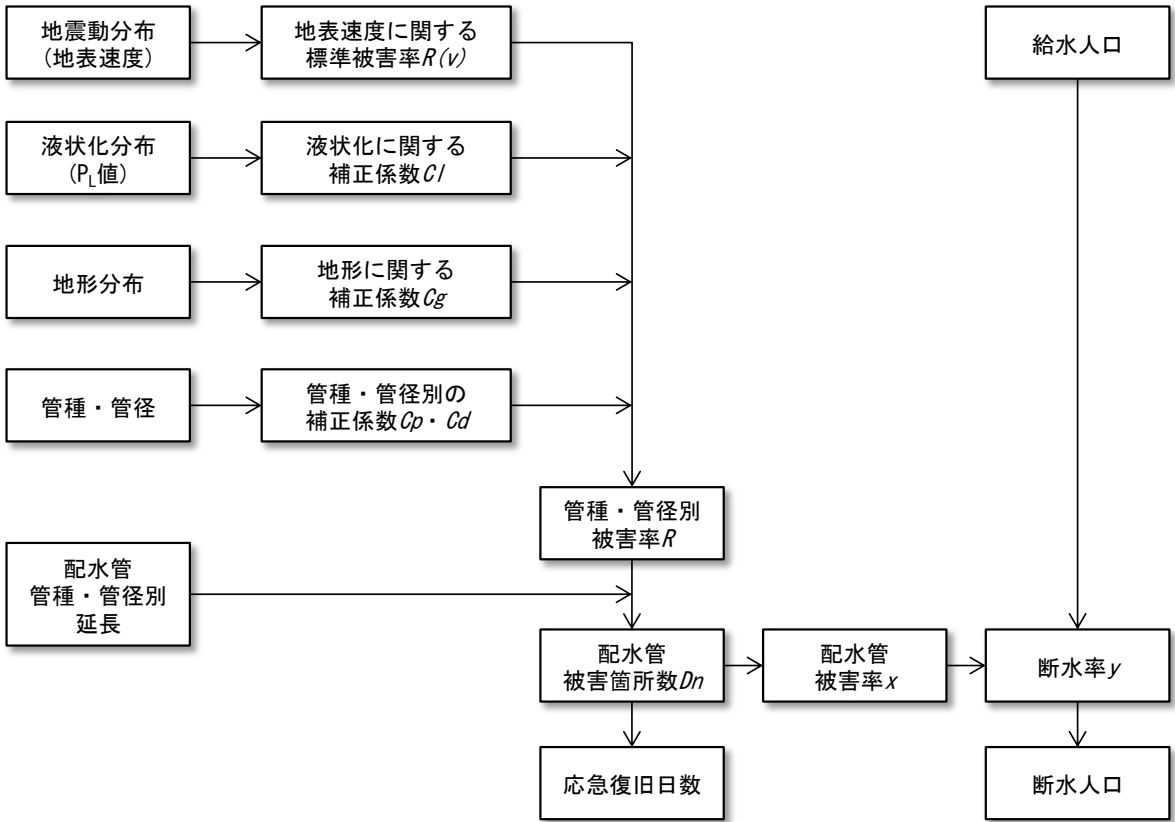 地震動分布
(地表速度)
地表速度に関する
標準被害率R(v)
給水人口
液状化分布
(PL値)
液状化に関する
補正係数Cl
地形分布
地形に関する
補正係数Cg
管種・管径
管種・管径別の
補正係数Cp・Cd
管種・管径別
被害率R
配水管
管種・管径別
延長
配水管
被害箇所数Dn
配水管
被害率x
断水率y
応急復旧日数
断水人口